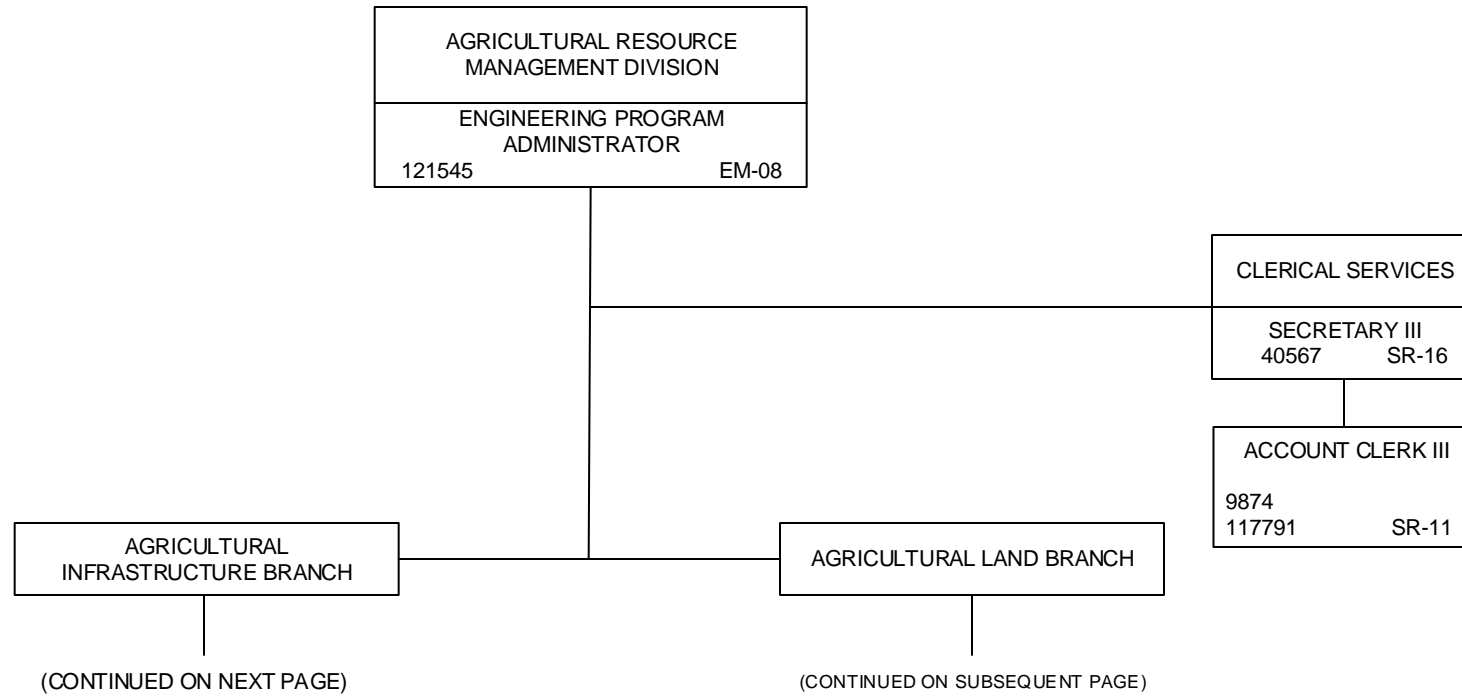 AGRICULTURAL RESOURCE
MANAGEMENT DIVISION
ENGINEERING PROGRAM
ADMINISTRATOR
121545 EM-08
CLERICAL SERVICES
SECRETARY III
40567 SR-16
ACCOUNT CLERK III
9874
117791 SR-11
AGRICULTURAL
INFRASTRUCTURE BRANCH
AGRICULTURAL LAND BRANCH
(CONTINUED ON NEXT PAGE)
(CONTINUED ON SUBSEQUENT PAGE)